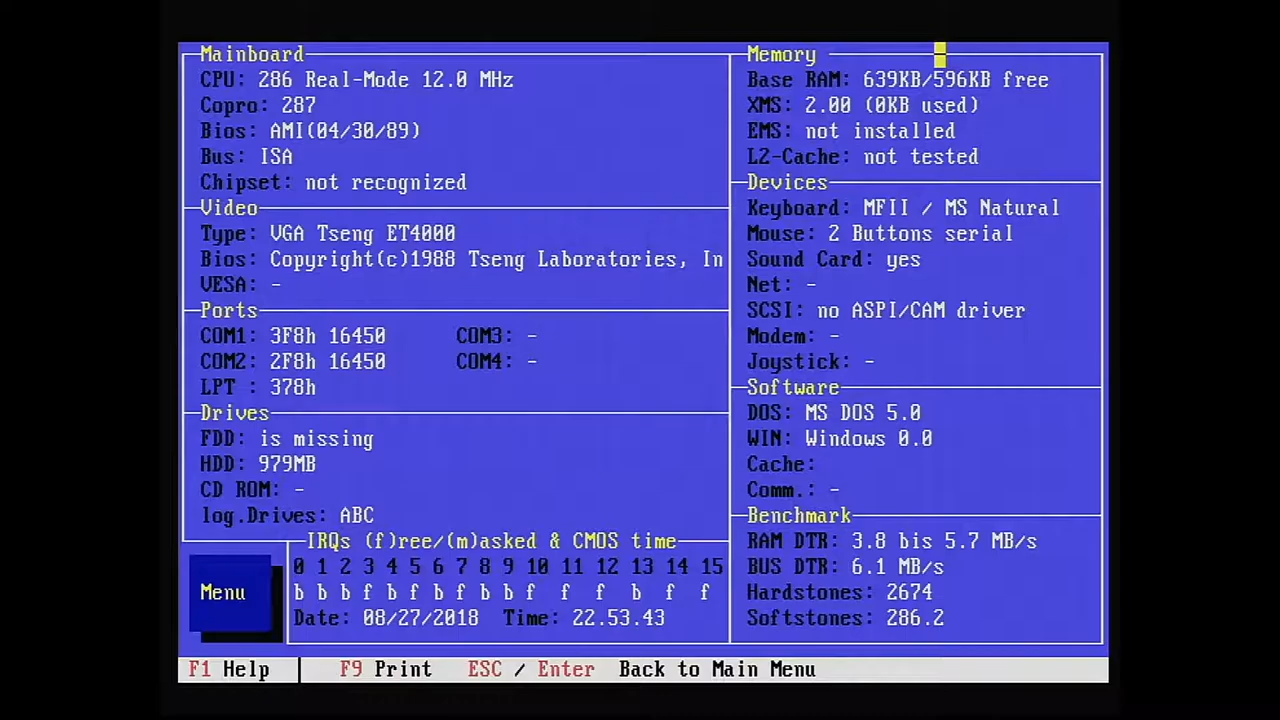 Mainboard
CPU: 286 Real-Mode 12.0 MHz
Copro: 287
Bios: AMI(04/30/89)
Bus: ISA
Chipset: not recognized
Video
Type: VGA Tseng ET4000
Bios: Copyright(c)1988 Tseng Laboratories, In
VESA: -
Ports
COM1: 3F8h 16450 COM3: -
COM2: 2F8h 16450 COM4: -
LPT : 378h
Drives
FDD: is missing
HDD: 979MB
CD ROM: -
log.Drives: ABC
Memory
Base RAM: 639KB/596KB free
XMS: 2.00 (0KB used)
EMS: not installed
L2-Cache: not tested
Devices
Keyboard: MFII / MS Natural
Mouse: 2 Buttons serial
Sound Card: yes
Net: -
SCSI: no ASPI/CAM driver
Modem: -
Joystick: -
Software
DOS: MS DOS 5.0
WIN: Windows 0.0
Cache:
Comm.: -
Benchmark
RAM DTR: 3.8 bis 5.7 MB/s
BUS DTR: 6.1 MB/s
Hardstones: 2674
Softstones: 286.2
Menu
IRQs (f)ree/(m)asked & CMOS time
0 1 2 3 4 5 6 7 8 9 10 11 12 13 14 15
b b b f b f b f b b f f f b f f
Date: 08/27/2018 Time: 22.53.43
F1 Help F9 Print ESC / Enter Back to Main Menu